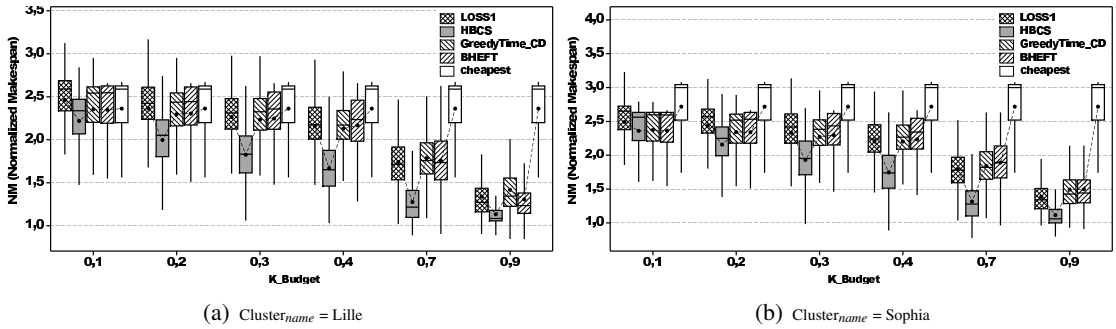 3,5
3,0
2,5
2,0
1,5
1,0
NM (Normalized Makespan)
LOSS1
HBCS
GreedyTime_CD
BHEFT
cheapest
0,1 0,2 0,3 0,4 0,7 0,9
K_Budget
(a) Cluster_name = Lille
4,0
3,5
3,0
2,5
2,0
1,5
1,0
NM (Normalized Makespan)
LOSS1
HBCS
GreedyTime_CD
BHEFT
cheapest
0,1 0,2 0,3 0,4 0,7 0,9
K_Budget
(b) Cluster_name = Sophia